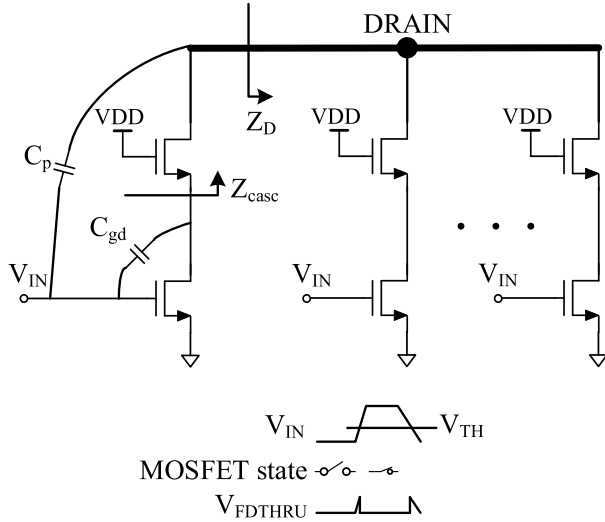 DRAIN
VDD
VDD
VDD
Z_D
C_p
Z_casc
C_gd
V_IN
V_IN
V_IN
V_IN
V_TH
MOSFET state
V_FDTHRU